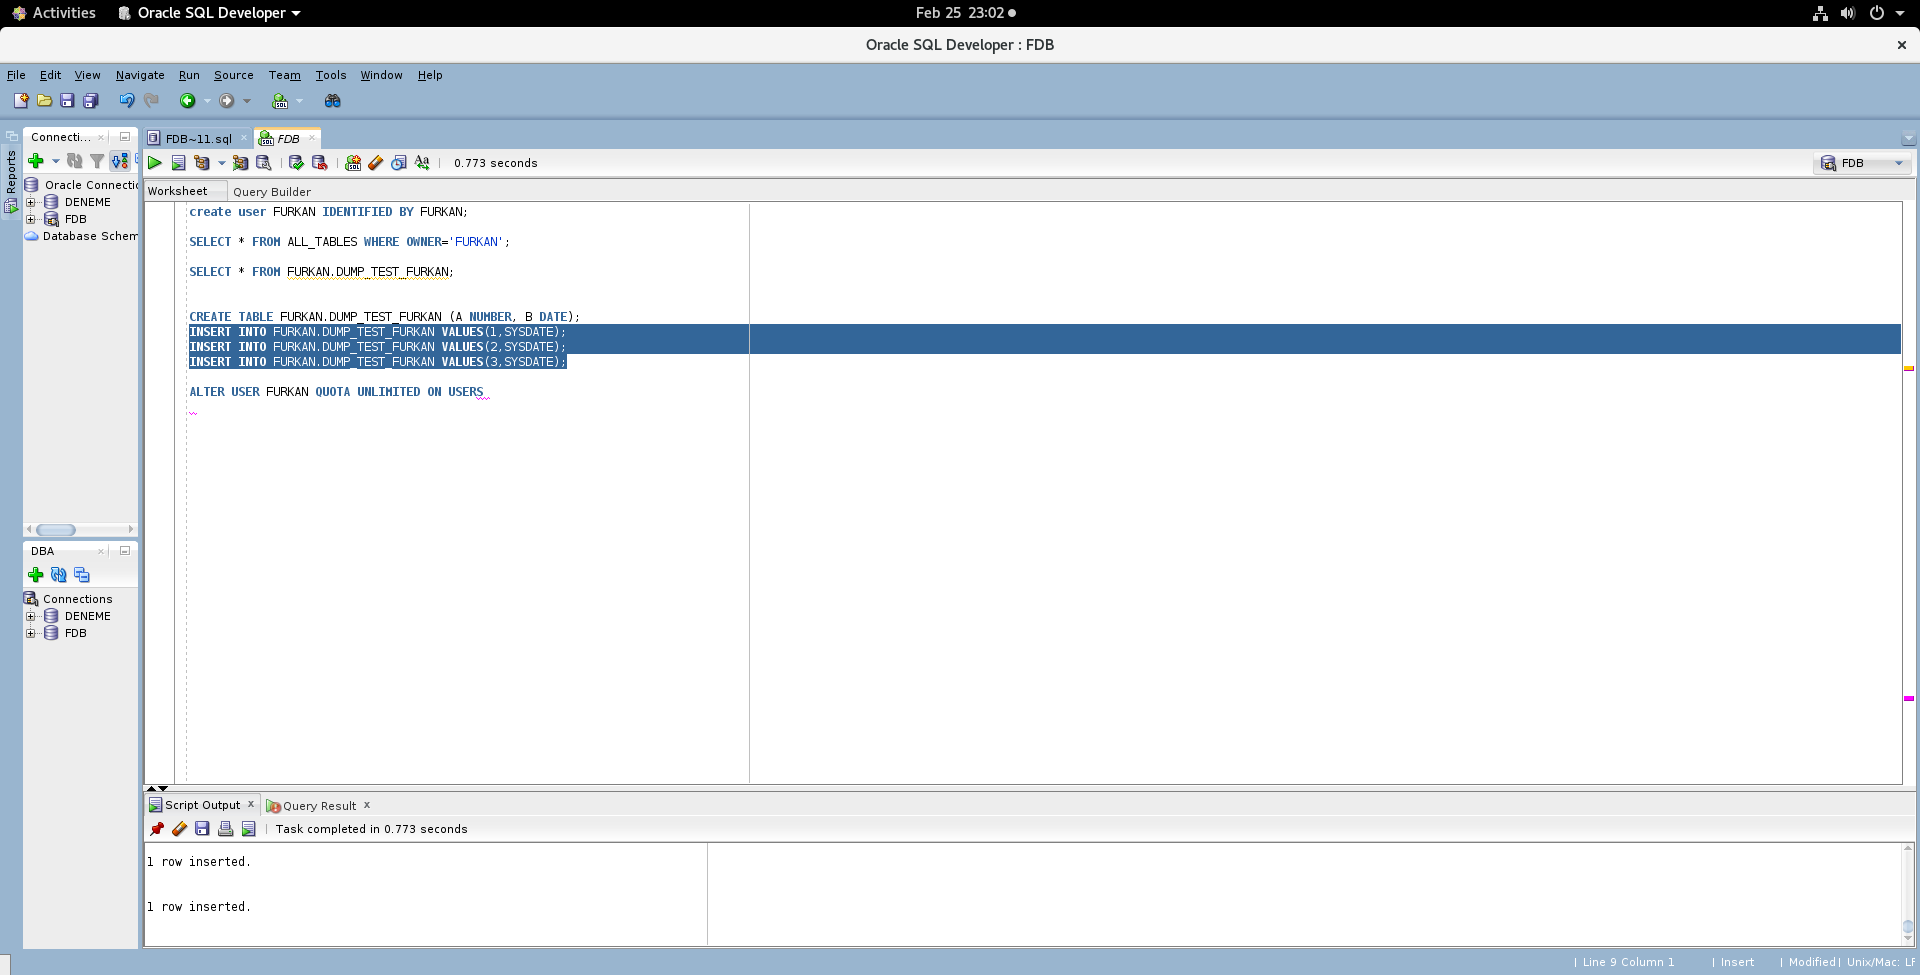 Activities
Oracle SQL Developer
Feb 25 23:02
Oracle SQL Developer : FDB
File Edit View Navigate Run Source Team Tools Window Help
Connecti...
FDB~11.sql
FDB
Reports
0.773 seconds
FDB
Worksheet
Query Builder
Oracle Connectio
DENEME
FDB
Database Schem
create user FURKAN IDENTIFIED BY FURKAN;
SELECT * FROM ALL_TABLES WHERE OWNER='FURKAN';
SELECT * FROM FURKAN.DUMP_TEST_FURKAN;
CREATE TABLE FURKAN.DUMP_TEST_FURKAN (A NUMBER, B DATE);
INSERT INTO FURKAN.DUMP_TEST_FURKAN VALUES(1,SYSDATE);
INSERT INTO FURKAN.DUMP_TEST_FURKAN VALUES(2,SYSDATE);
INSERT INTO FURKAN.DUMP_TEST_FURKAN VALUES(3,SYSDATE);
ALTER USER FURKAN QUOTA UNLIMITED ON USERS
DBA
Connections
DENEME
FDB
Script Output
Query Result
Task completed in 0.773 seconds
1 row inserted.
1 row inserted.
Line 9 Column 1
Insert
Modified
Unix/Mac: LF